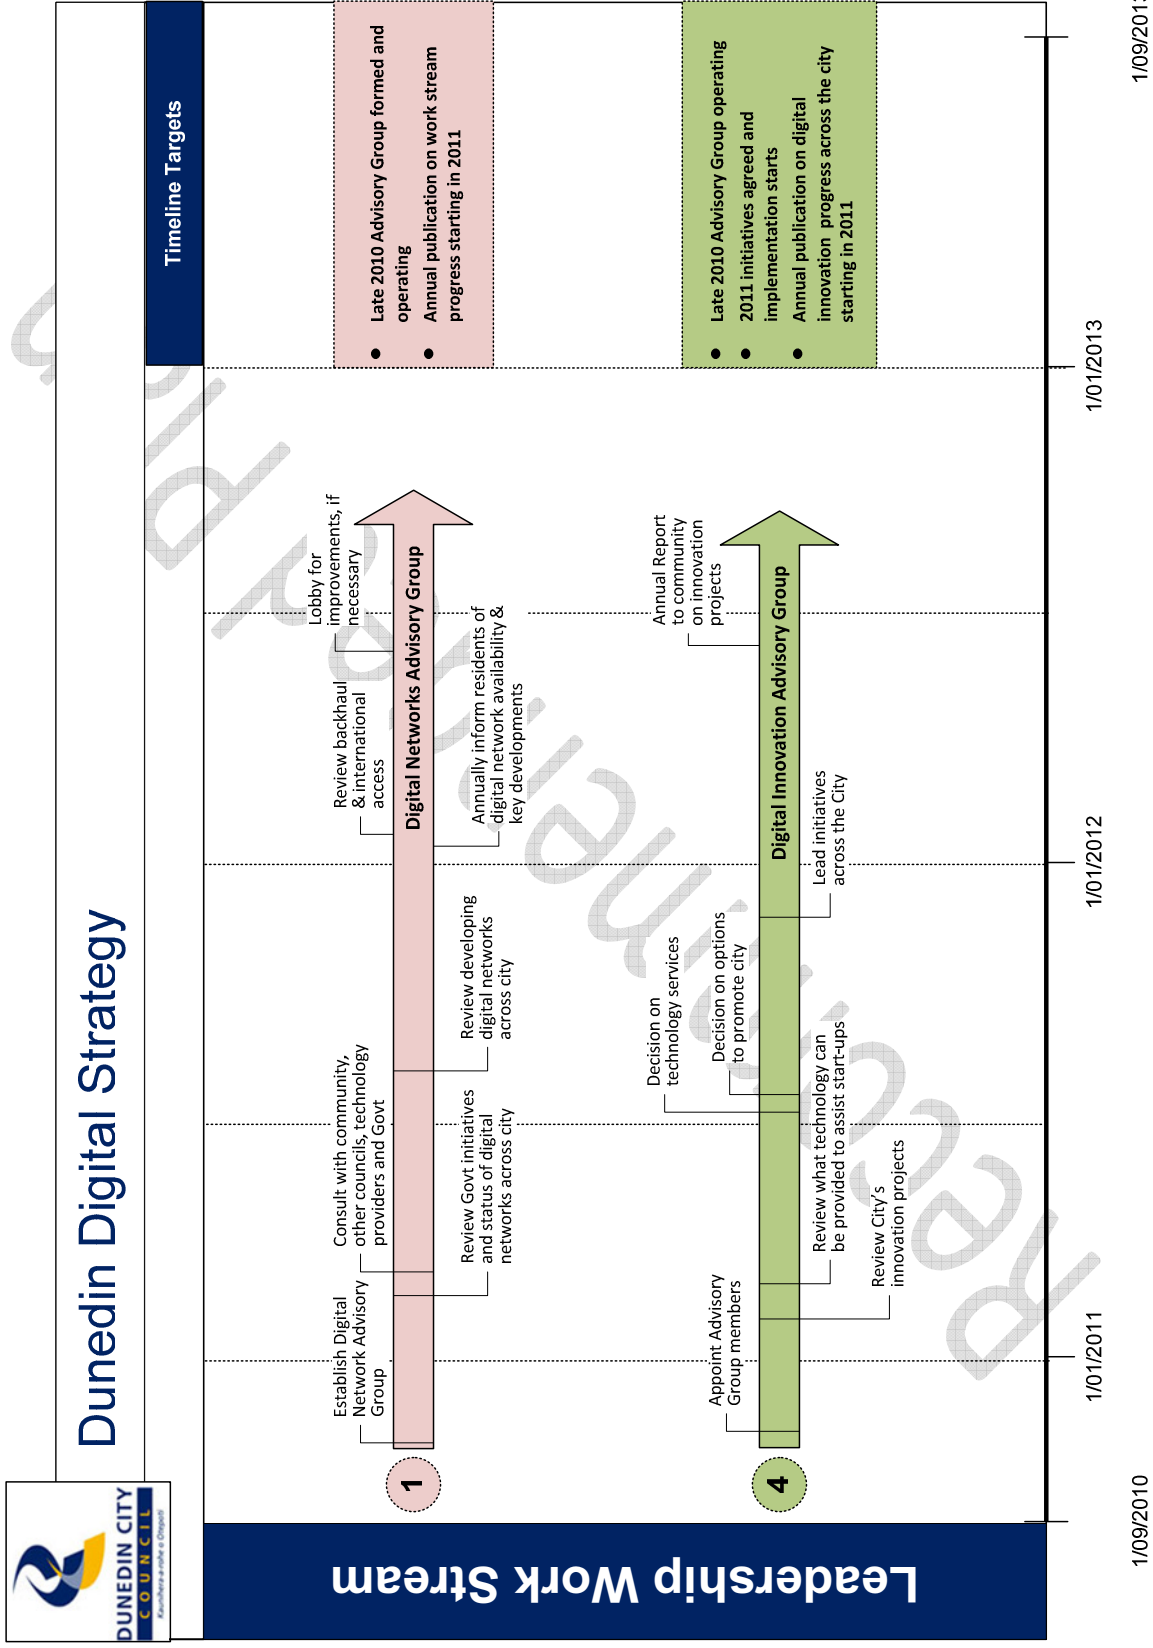 DUNEDIN CITY
COUNCIL
Kaunihera-a-rohe o Otepoti
Dunedin Digital Strategy
Timeline Targets
Leadership Work Stream
1
Establish Digital
Network Advisory
Group
Consult with community,
other councils, technology
providers and Govt
Review backhaul
& international
access
Lobby for
improvements, if
necessary
Digital Networks Advisory Group
Review Govt initiatives
and status of digital
networks across city
Review developing
digital networks
across city
Annually inform residents of
digital network availability &
key developments
● Late 2010 Advisory Group formed and
operating
● Annual publication on work stream
progress starting in 2011
4
Appoint Advisory
Group members
Decision on
technology services
Decision on options
to promote city
Annual Report
to community
on innovation
projects
Digital Innovation Advisory Group
Review what technology can
be provided to assist start-ups
Review City’s
innovation projects
Lead initiatives
across the City
● Late 2010 Advisory Group operating
● 2011 initiatives agreed and
implementation starts
● Annual publication on digital
innovation progress across the city
starting in 2011
1/09/2010
1/01/2011
1/01/2012
1/01/2013